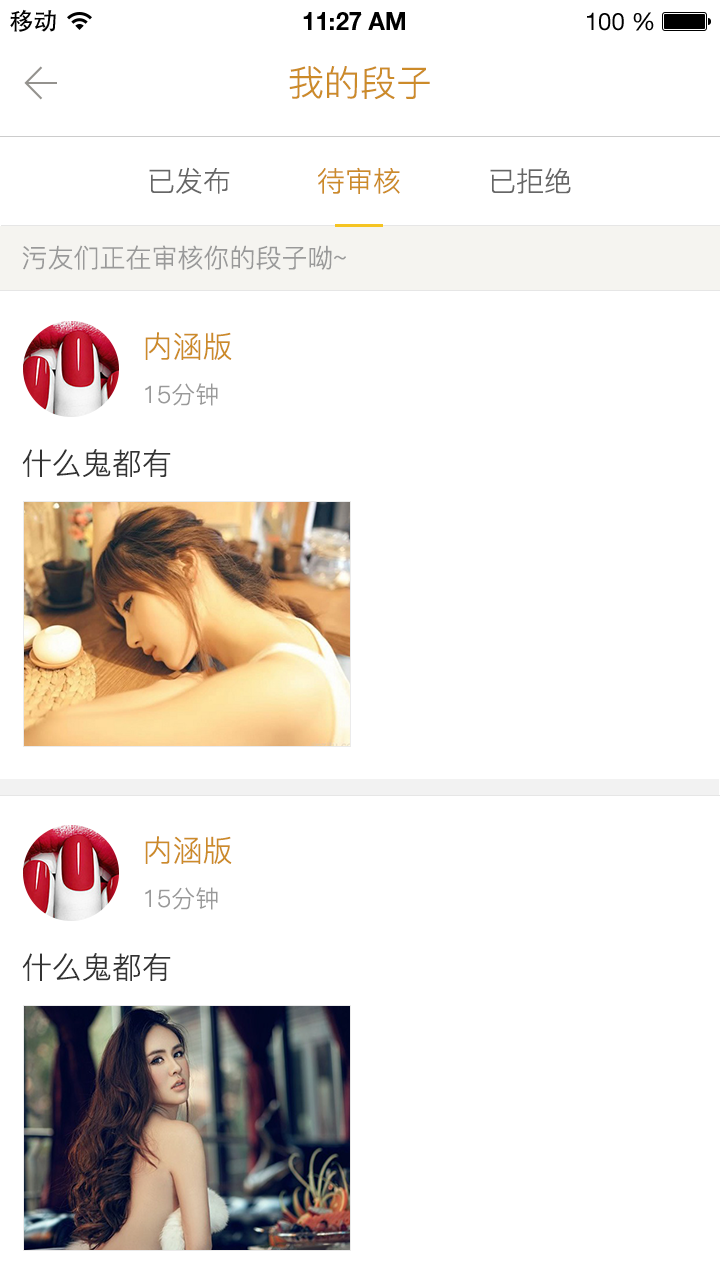 移动 11:27 AM 100 %
我的段子
已发布 待审核 已拒绝
污友们正在审核你的段子呦~
内涵版
15分钟
什么鬼都有
内涵版
15分钟
什么鬼都有